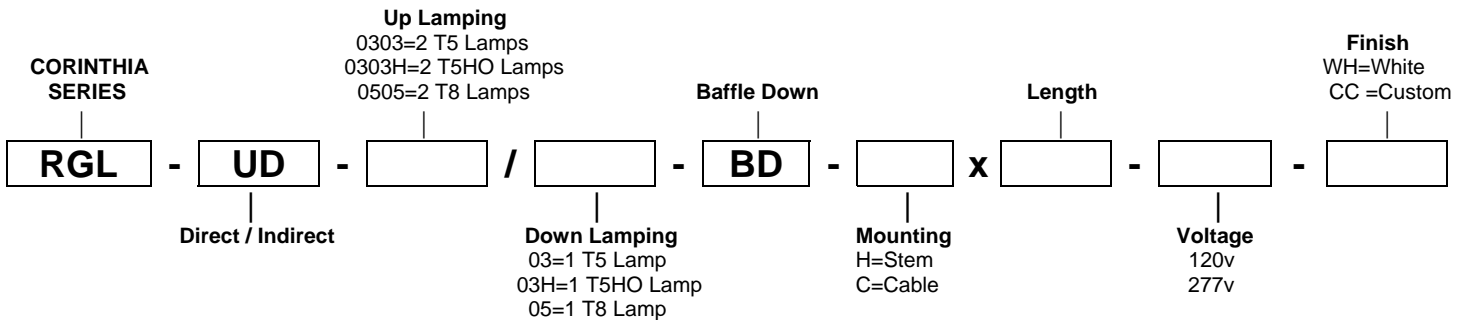 Up Lamping
0303=2 T5 Lamps
0303H=2 T5HO Lamps
0505=2 T8 Lamps
CORINTHIA
SERIES
Baffle Down
Length
Finish
WH=White
CC =Custom
RGL - UD - / - BD - x - -
Direct / Indirect
Down Lamping
03=1 T5 Lamp
03H=1 T5HO Lamp
05=1 T8 Lamp
Mounting
H=Stem
C=Cable
Voltage
120v
277v